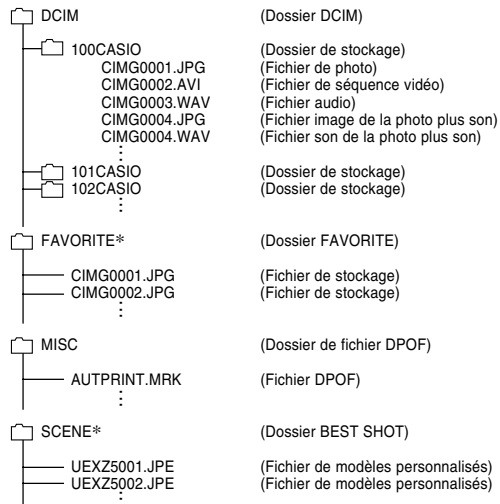 DCIM (Dossier DCIM)
100CASIO (Dossier de stockage)
CIMG0001.JPG (Fichier de photo)
CIMG0002.AVI (Fichier de séquence vidéo)
CIMG0003.WAV (Fichier audio)
CIMG0004.JPG (Fichier image de la photo plus son)
CIMG0004.WAV (Fichier son de la photo plus son)
101CASIO (Dossier de stockage)
102CASIO (Dossier de stockage)
FAVORITE* (Dossier FAVORITE)
CIMG0001.JPG (Fichier de stockage)
CIMG0002.JPG (Fichier de stockage)
MISC (Dossier de fichier DPOF)
AUTPRINT.MRK (Fichier DPOF)
SCENE* (Dossier BEST SHOT)
UEXZ5001.JPE (Fichier de modèles personnalisés)
UEXZ5002.JPE (Fichier de modèles personnalisés)